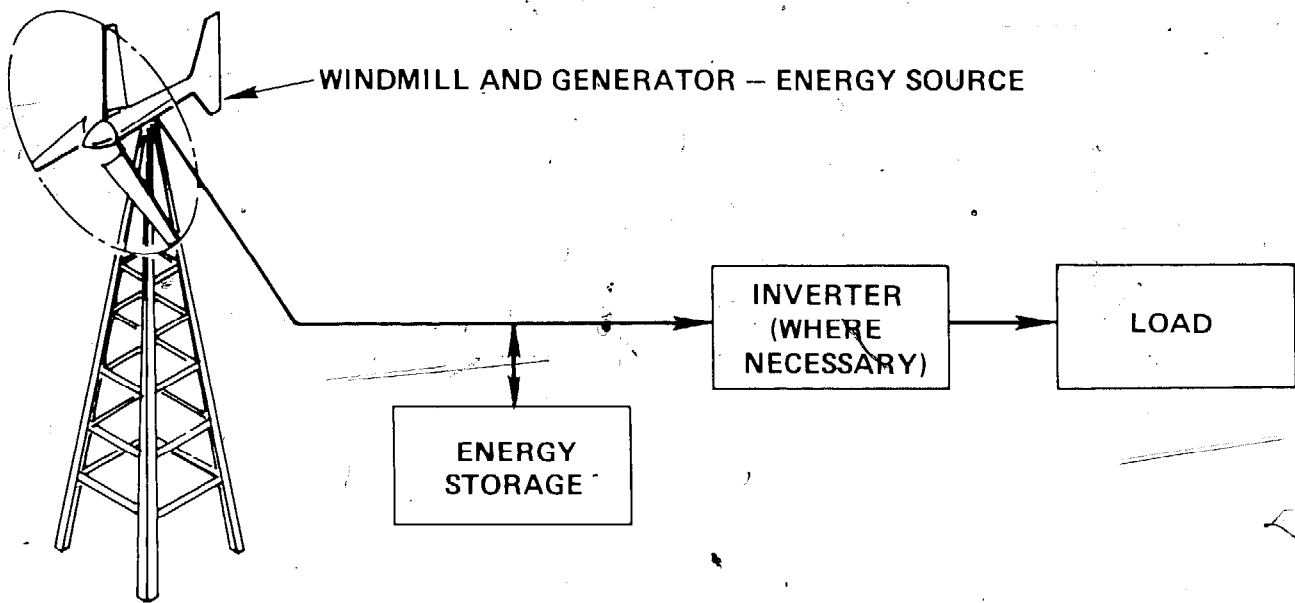 WINDMILL AND GENERATOR – ENERGY SOURCE
INVERTER
(WHERE
NECESSARY)
LOAD
ENERGY
STORAGE